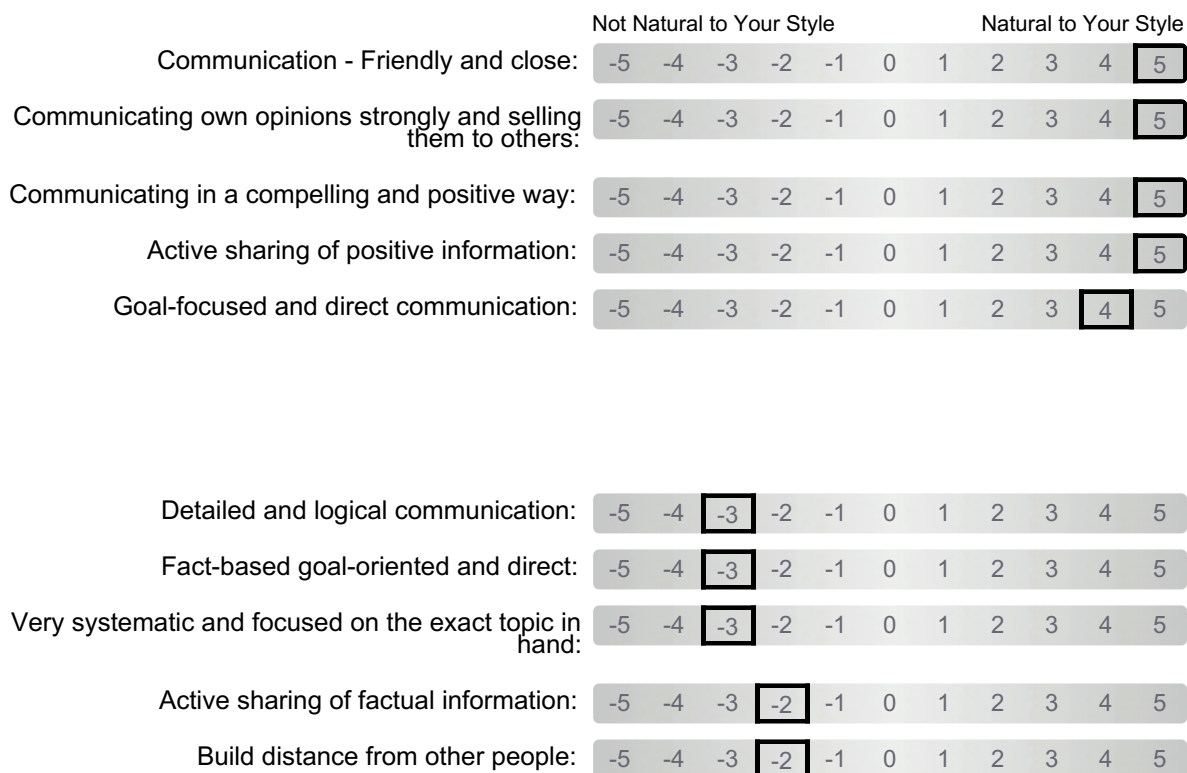 Not Natural to Your Style Natural to Your Style
Communication - Friendly and close: -5 -4 -3 -2 -1 0 1 2 3 4 5
Communicating own opinions strongly and selling
them to others: -5 -4 -3 -2 -1 0 1 2 3 4 5
Communicating in a compelling and positive way: -5 -4 -3 -2 -1 0 1 2 3 4 5
Active sharing of positive information: -5 -4 -3 -2 -1 0 1 2 3 4 5
Goal-focused and direct communication: -5 -4 -3 -2 -1 0 1 2 3 4 5
Detailed and logical communication: -5 -4 -3 -2 -1 0 1 2 3 4 5
Fact-based goal-oriented and direct: -5 -4 -3 -2 -1 0 1 2 3 4 5
Very systematic and focused on the exact topic in
hand: -5 -4 -3 -2 -1 0 1 2 3 4 5
Active sharing of factual information: -5 -4 -3 -2 -1 0 1 2 3 4 5
Build distance from other people: -5 -4 -3 -2 -1 0 1 2 3 4 5